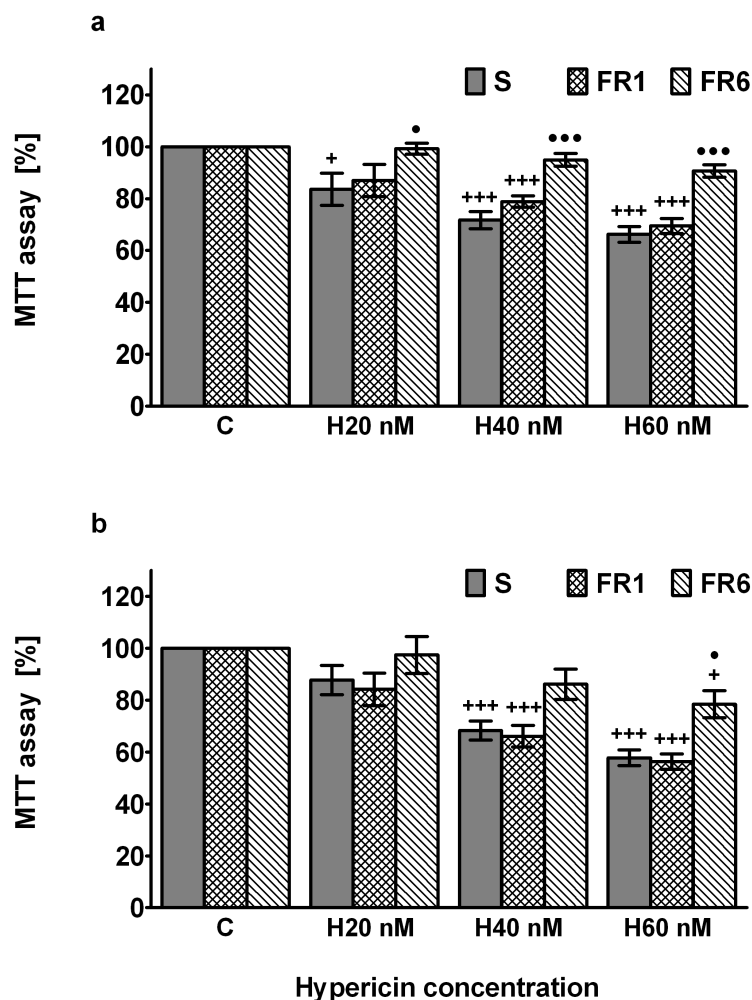 a
S FR1 FR6
MTT assay [%]
120
100
80
60
40
20
0
+ •
+++ +++ •••
+++ +++ •••
C H20 nM H40 nM H60 nM
b
S FR1 FR6
MTT assay [%]
120
100
80
60
40
20
0
+++ +++
+++ +++ • +
C H20 nM H40 nM H60 nM
Hypericin concentration